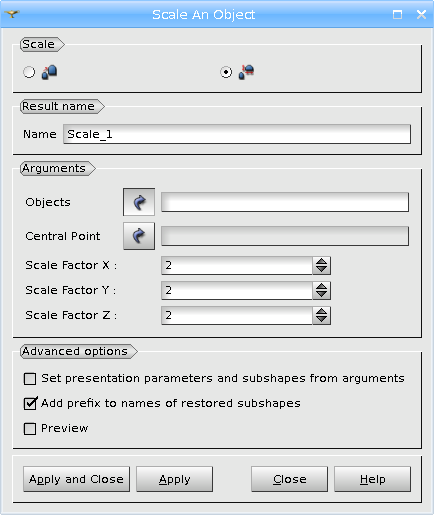 Scale An Object
Scale
Result name
Name Scale_1
Arguments
Objects
Central Point
Scale Factor X : 2
Scale Factor Y : 2
Scale Factor Z : 2
Advanced options
Set presentation parameters and subshapes from arguments
Add prefix to names of restored subshapes
Preview
Apply and Close Apply Close Help